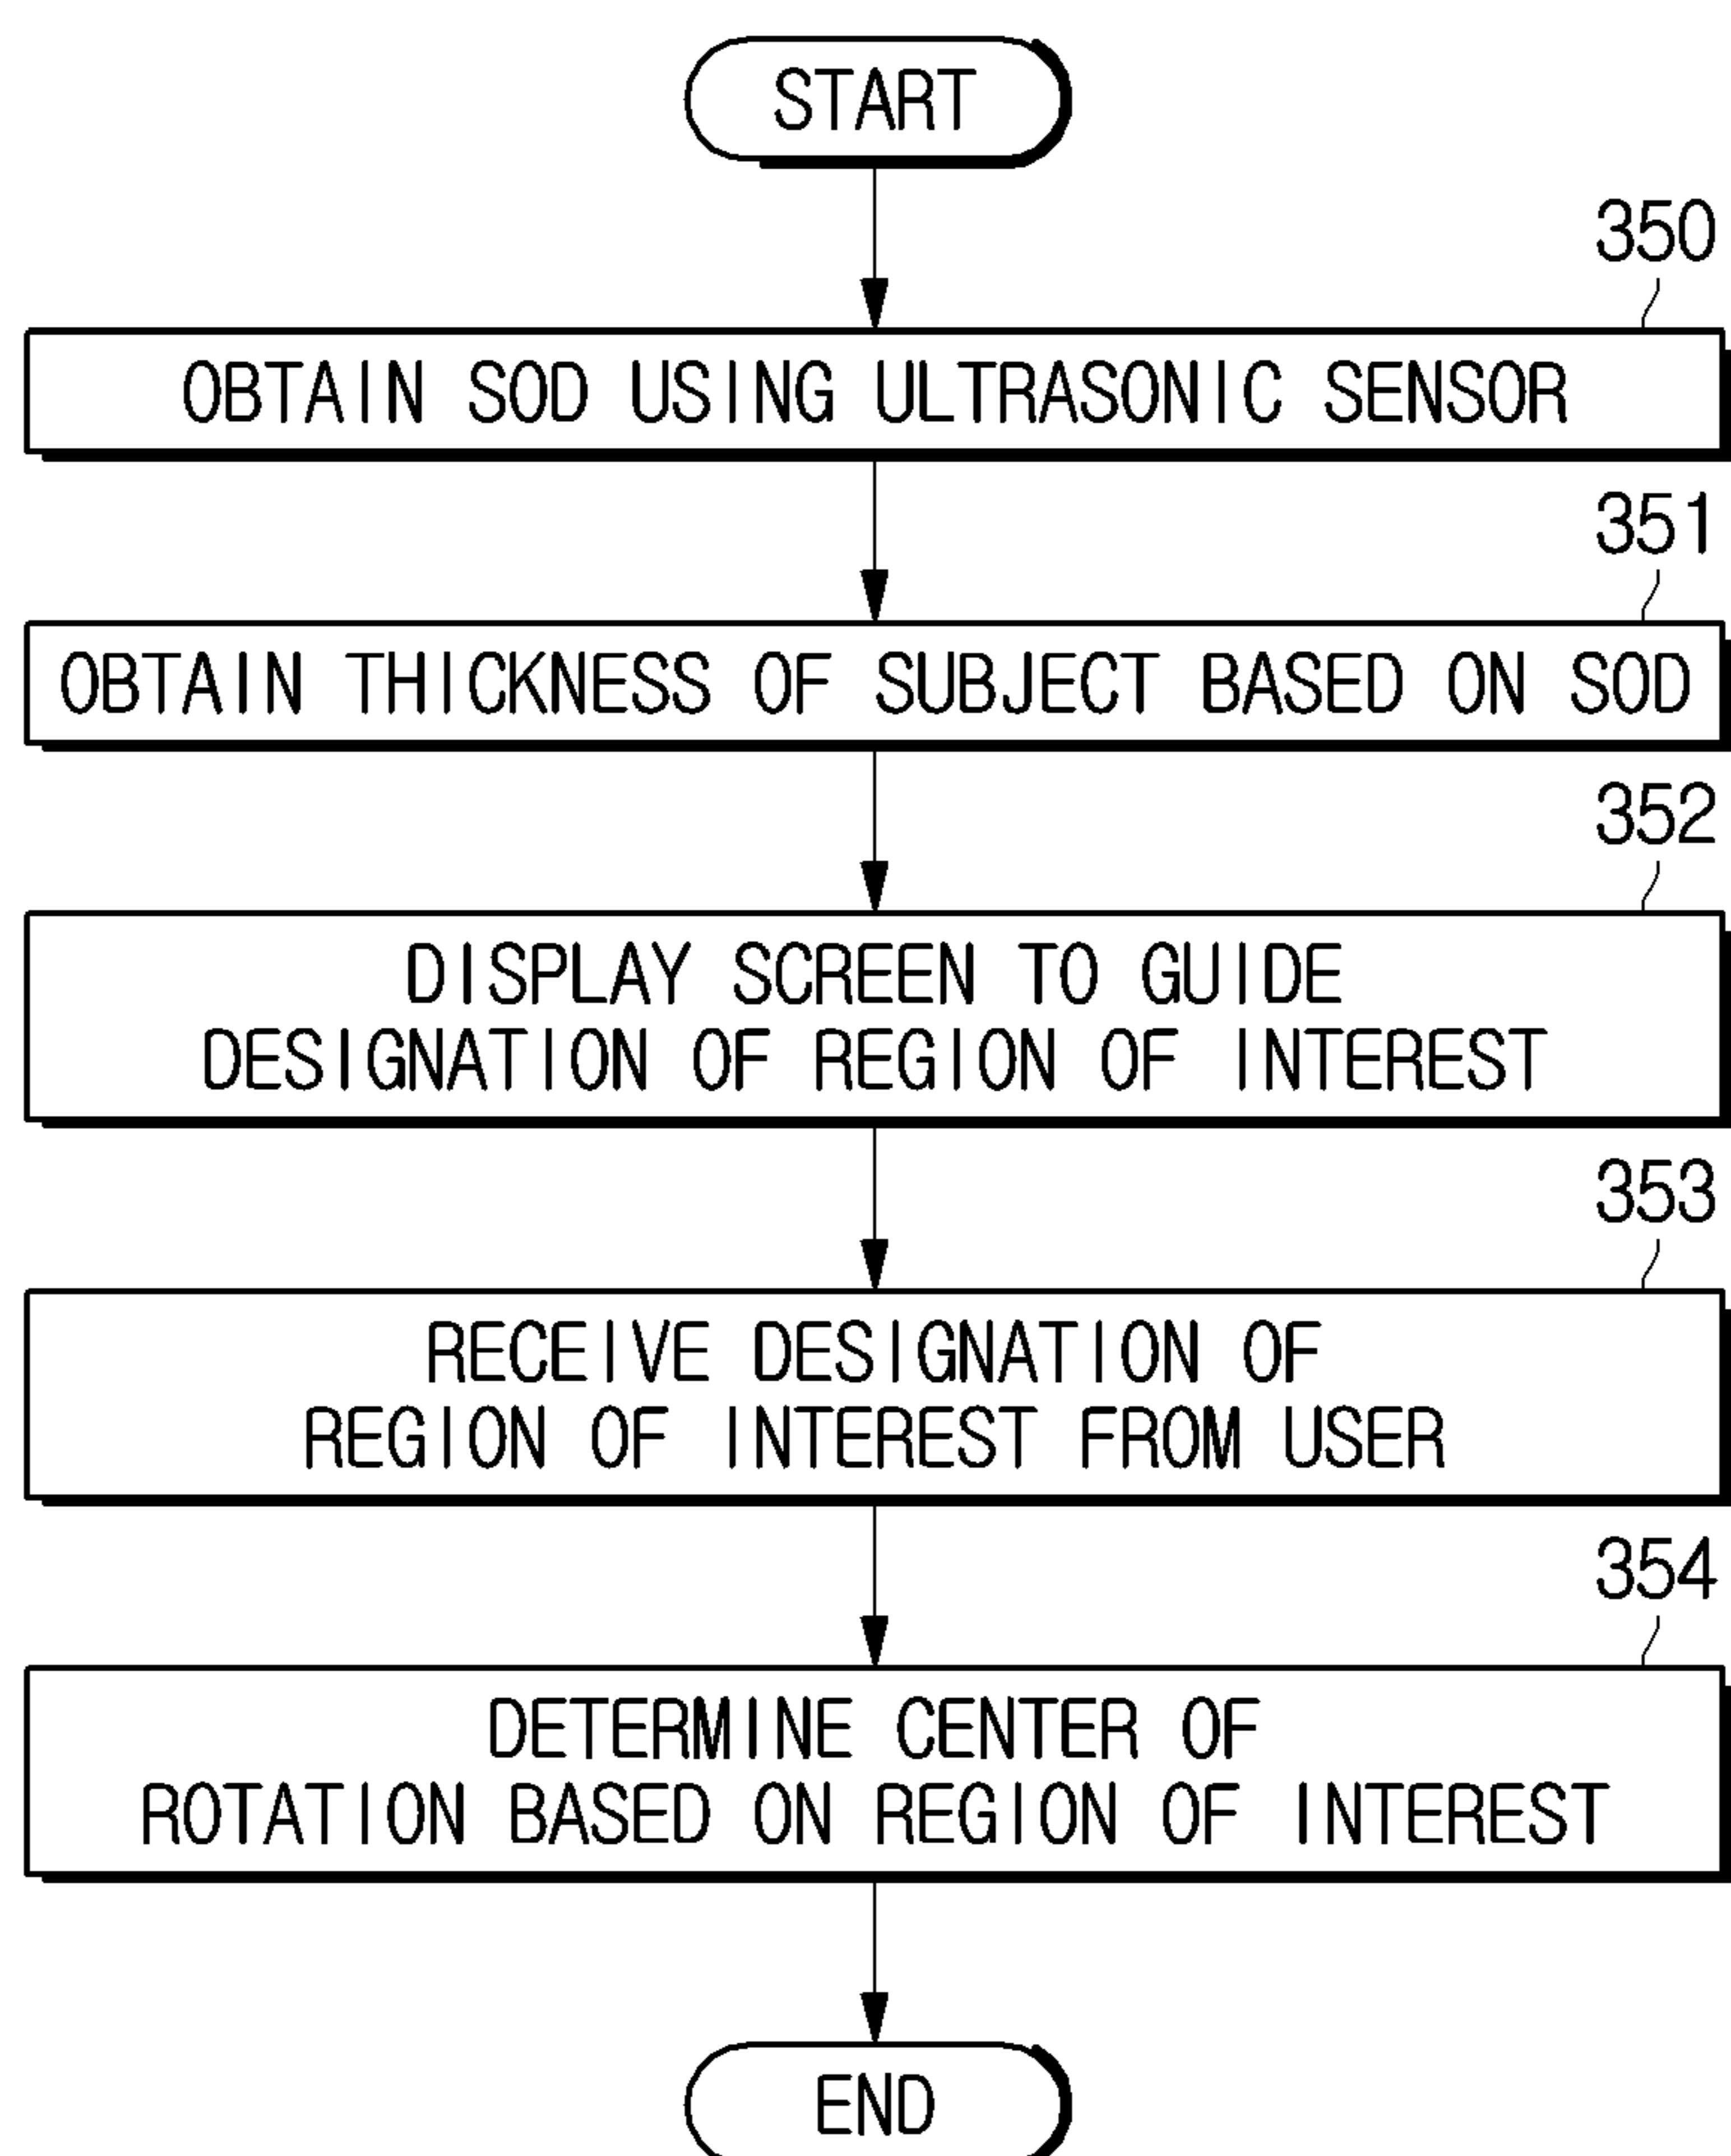 START
350
OBTAIN SOD USING ULTRASONIC SENSOR
351
OBTAIN THICKNESS OF SUBJECT BASED ON SOD
352
DISPLAY SCREEN TO GUIDE
DESIGNATION OF REGION OF INTEREST
353
RECEIVE DESIGNATION OF
REGION OF INTEREST FROM USER
354
DETERMINE CENTER OF
ROTATION BASED ON REGION OF INTEREST
END